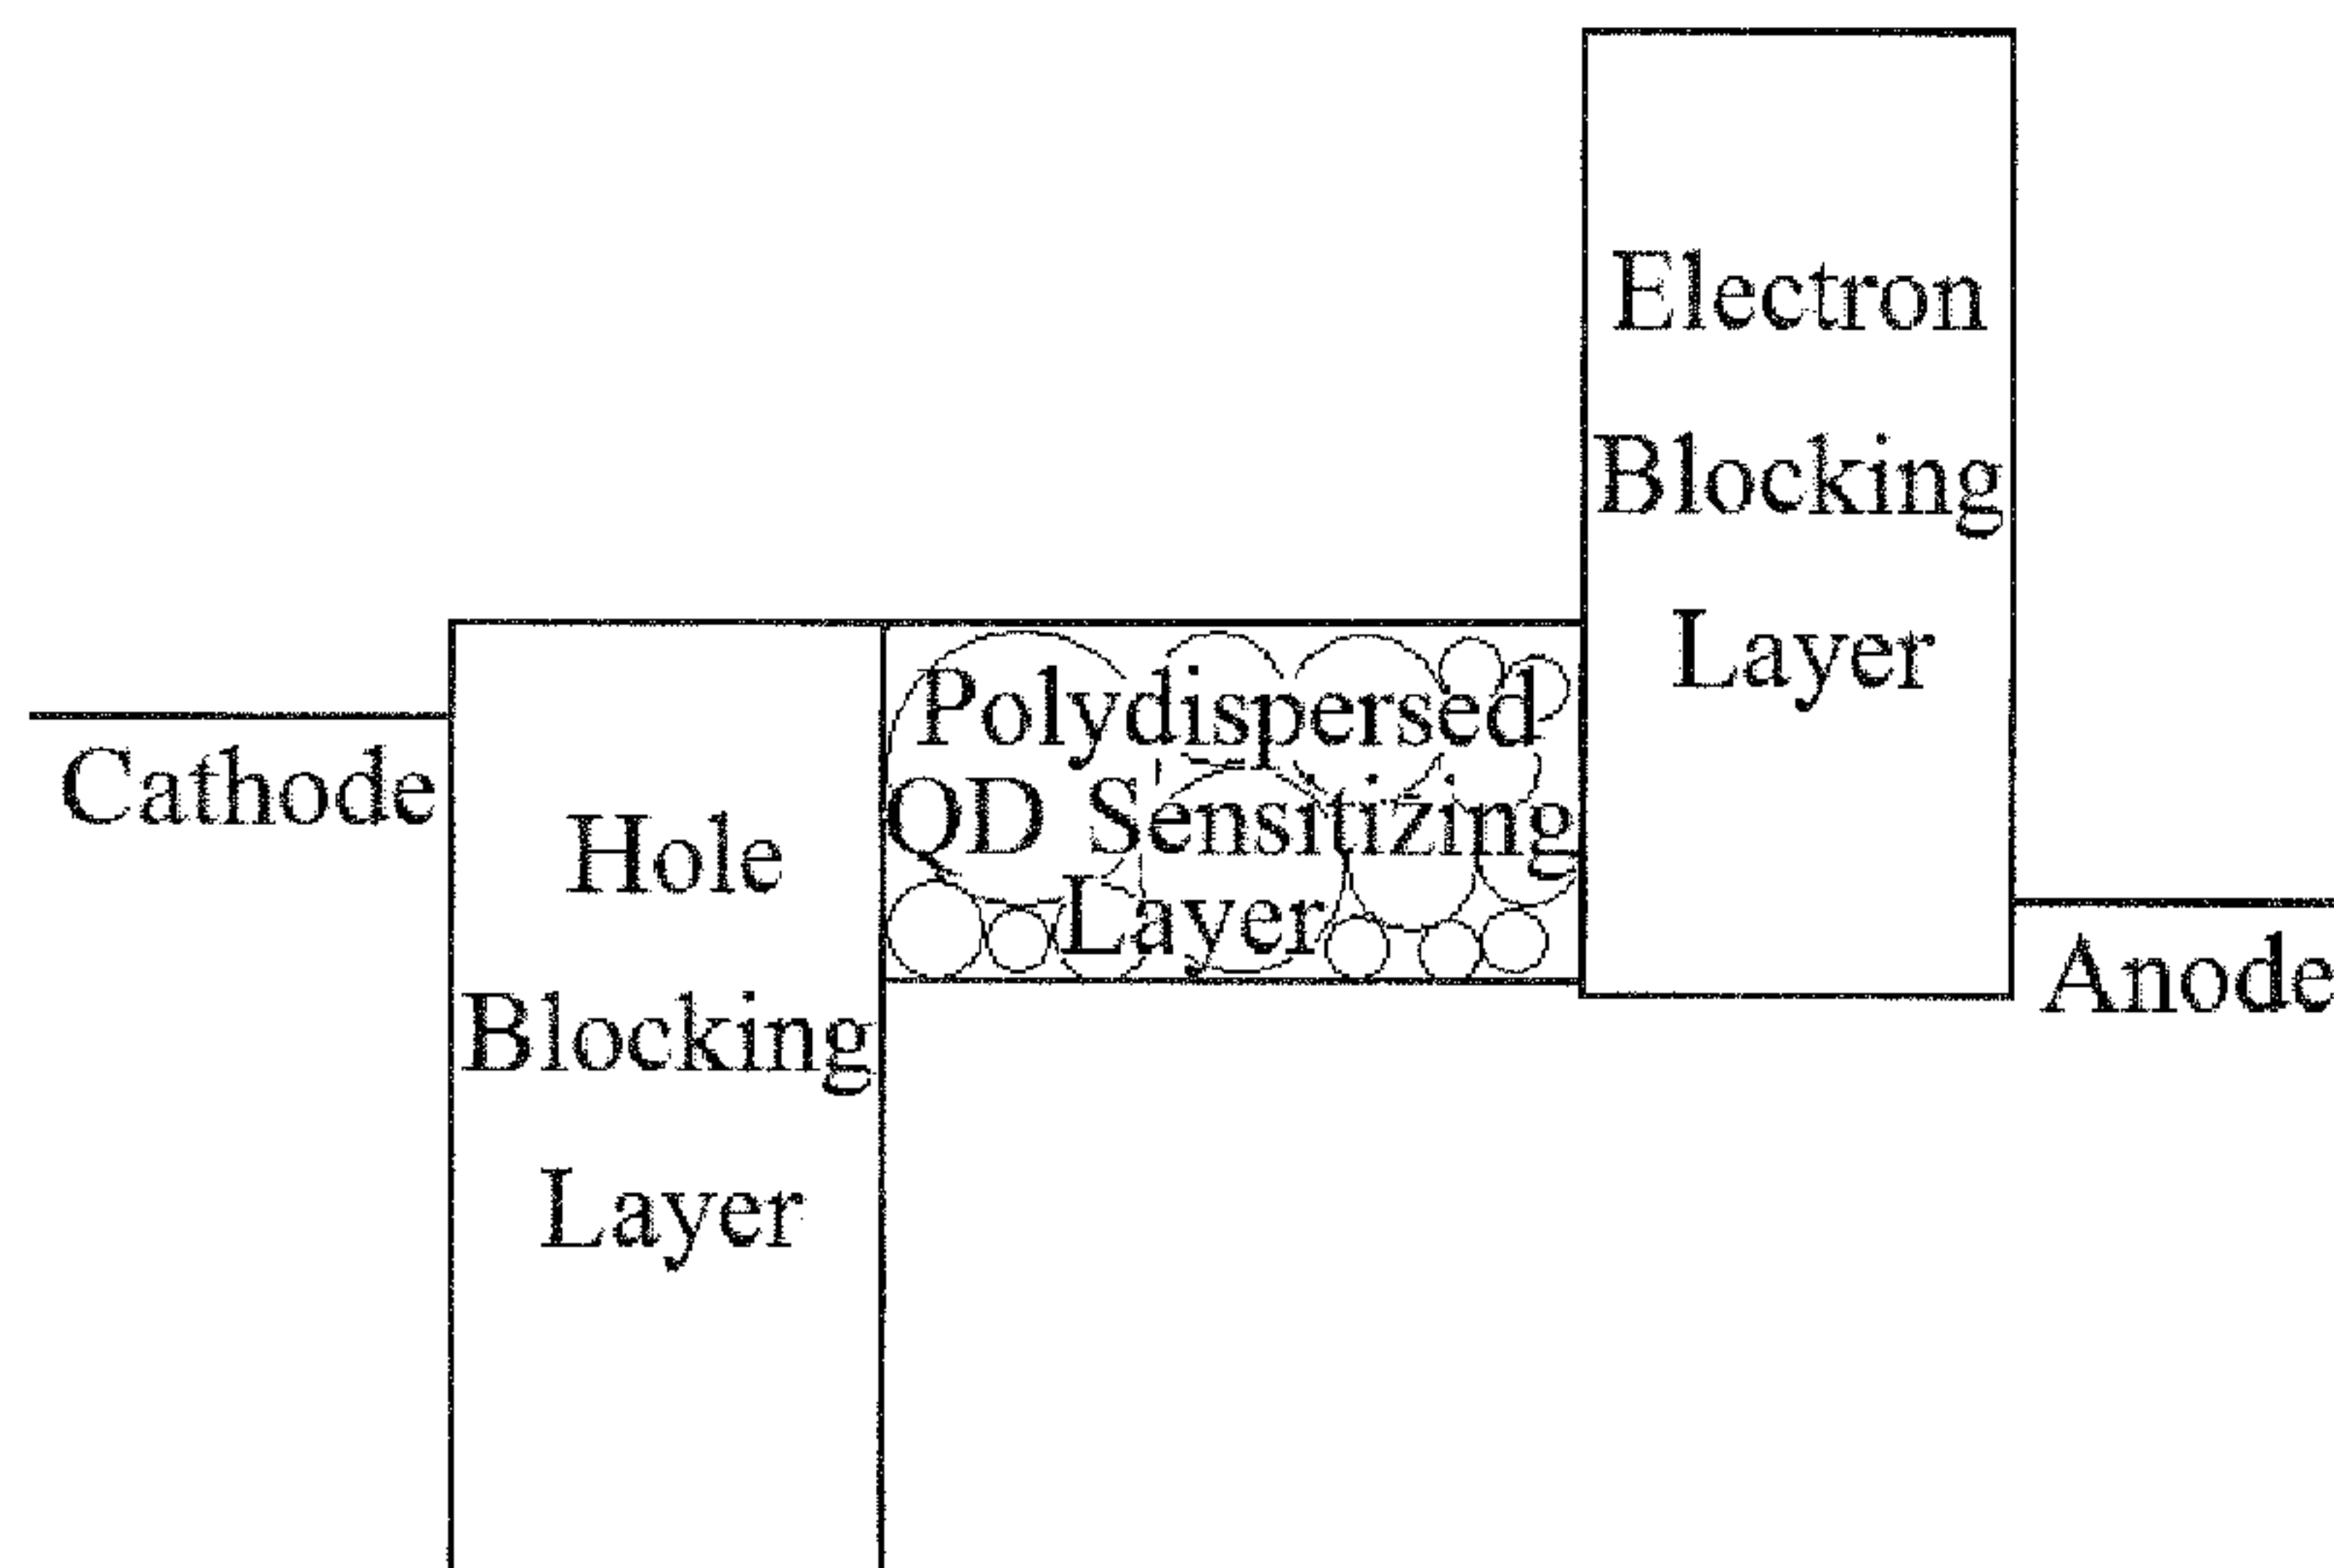 Cathode
Hole
Blocking
Layer
Polydispersed
QD Sensitizing
Layer
Electron
Blocking
Layer
Anode